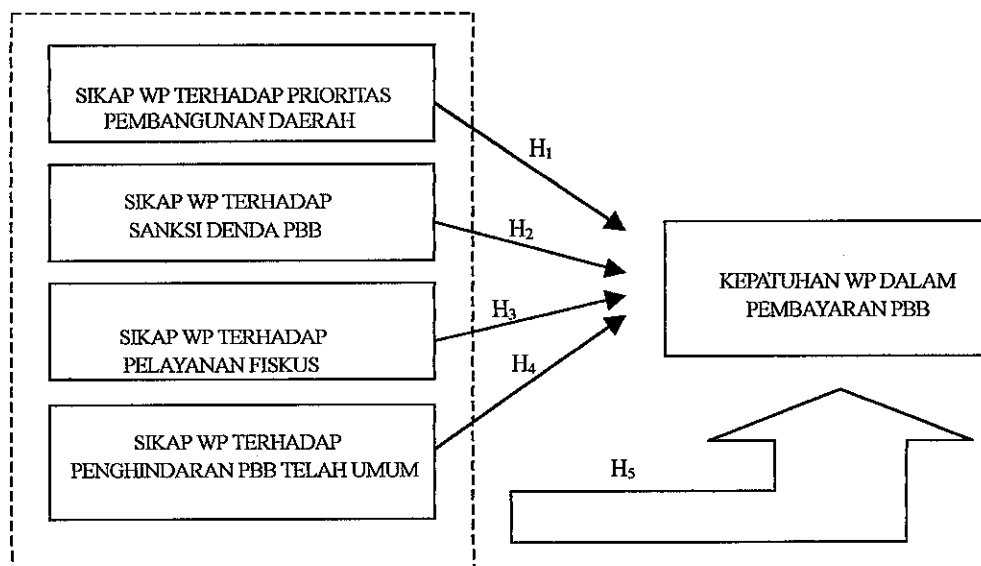 SIKAP WP TERHADAP PRIORITAS
PEMBANGUNAN DAERAH
H1
SIKAP WP TERHADAP
SANKSI DENDA PBB
H2
SIKAP WP TERHADAP
PELAYANAN FISKUS
H3
SIKAP WP TERHADAP
PENGHINDARAN PBB TELAH UMUM
H4
KEPATUHAN WP DALAM
PEMBAYARAN PBB
H5